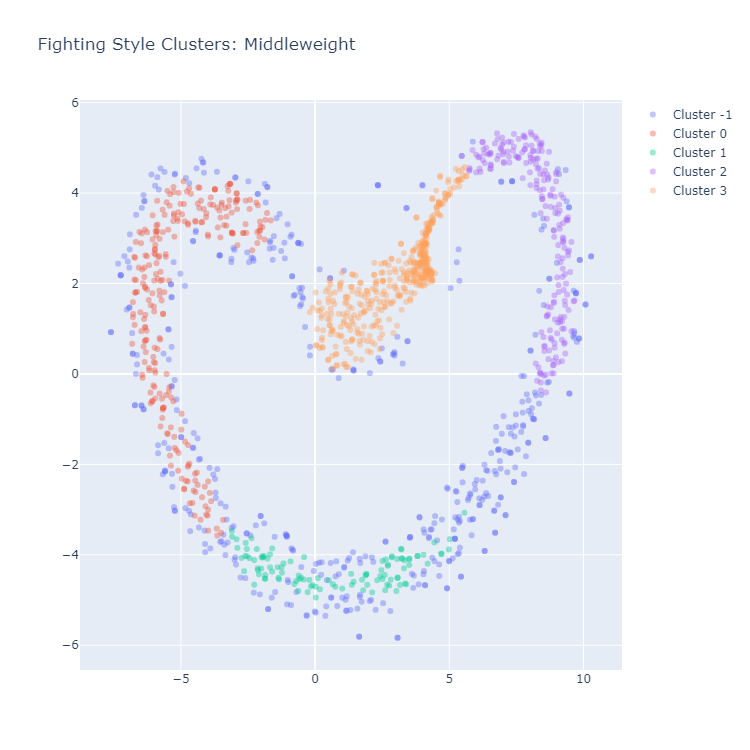 Fighting Style Clusters: Middleweight
Cluster -1
Cluster 0
Cluster 1
Cluster 2
Cluster 3
6
4
2
0
−2
−4
−6
−5 0 5 10